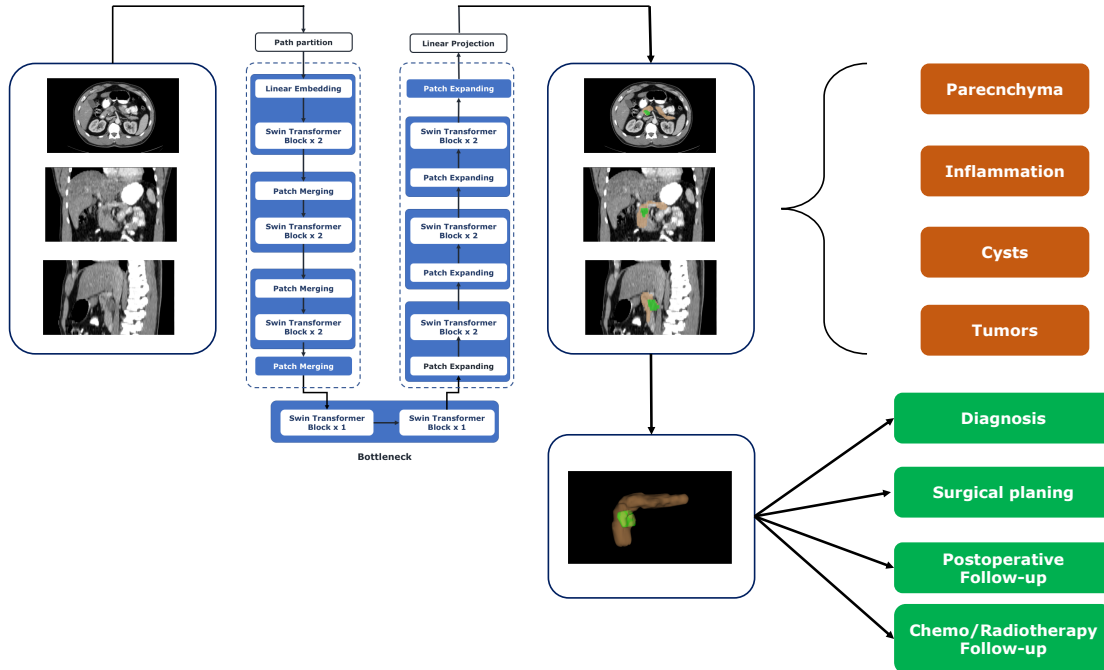 Path partition
Linear Embedding
Swin Transformer
Block x 2
Patch Merging
Swin Transformer
Block x 2
Patch Merging
Swin Transformer
Block x 2
Patch Merging
Swin Transformer
Block x 1
Swin Transformer
Block x 1
Bottleneck
Linear Projection
Patch Expanding
Swin Transformer
Block x 2
Patch Expanding
Swin Transformer
Block x 2
Patch Expanding
Swin Transformer
Block x 2
Patch Expanding
Parecnchyma
Inflammation
Cysts
Tumors
Diagnosis
Surgical planing
Postoperative
Follow-up
Chemo/Radiotherapy
Follow-up